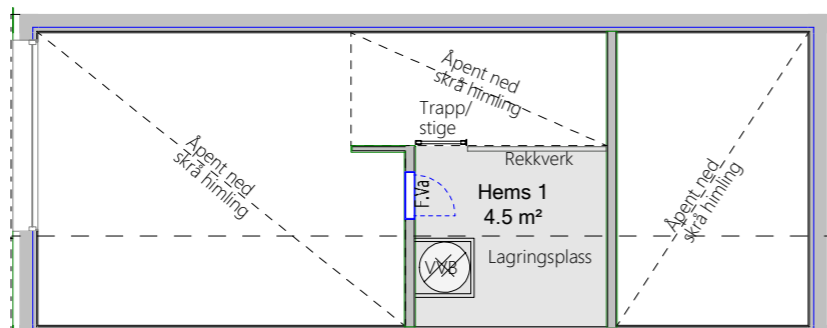 Åpent ned
skrå himling
Trapp/
stige
Rekkverk
Åpent ned
skrå himling
F.Va
Hems 1
4.5 m²
Åpent ned
skrå himling
VVB
Lagringsplass